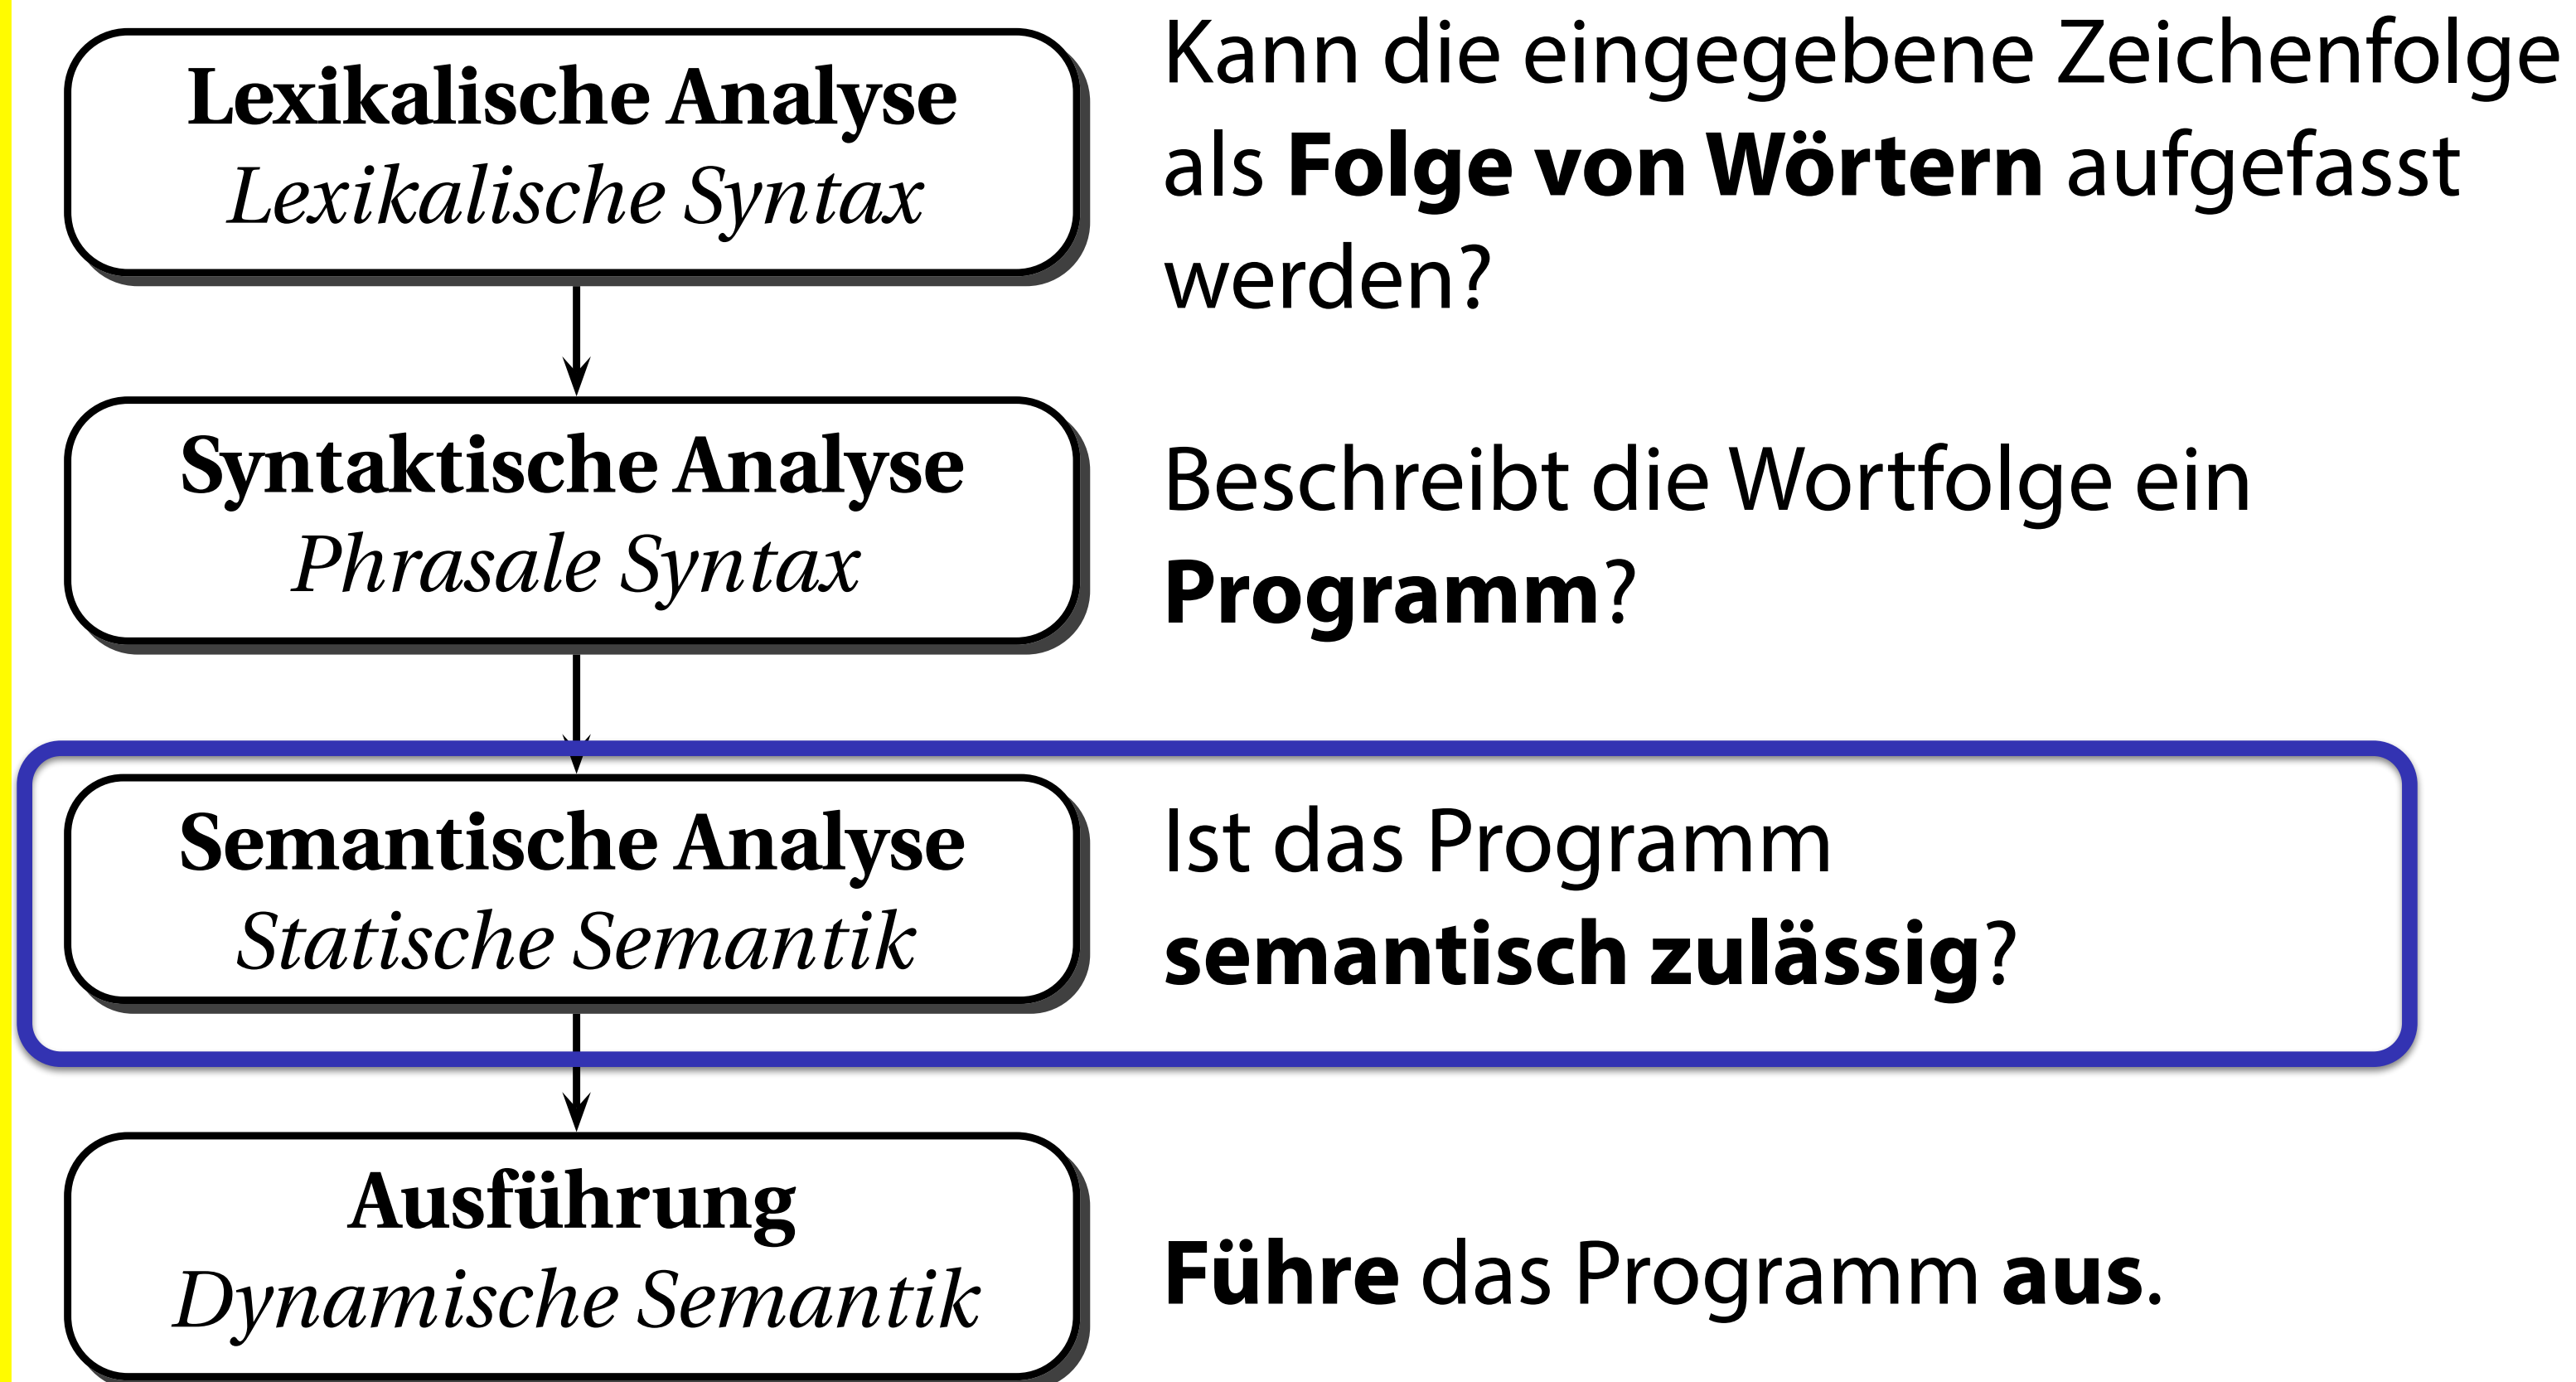 Lexikalische Analyse
Lexikalische Syntax
Kann die eingegebene Zeichenfolge
als Folge von Wörtern aufgefasst
werden?
Syntaktische Analyse
Phrasale Syntax
Beschreibt die Wortfolge ein
Programm?
Semantische Analyse
Statische Semantik
Ist das Programm
semantisch zulässig?
Ausführung
Dynamische Semantik
Führe das Programm aus.